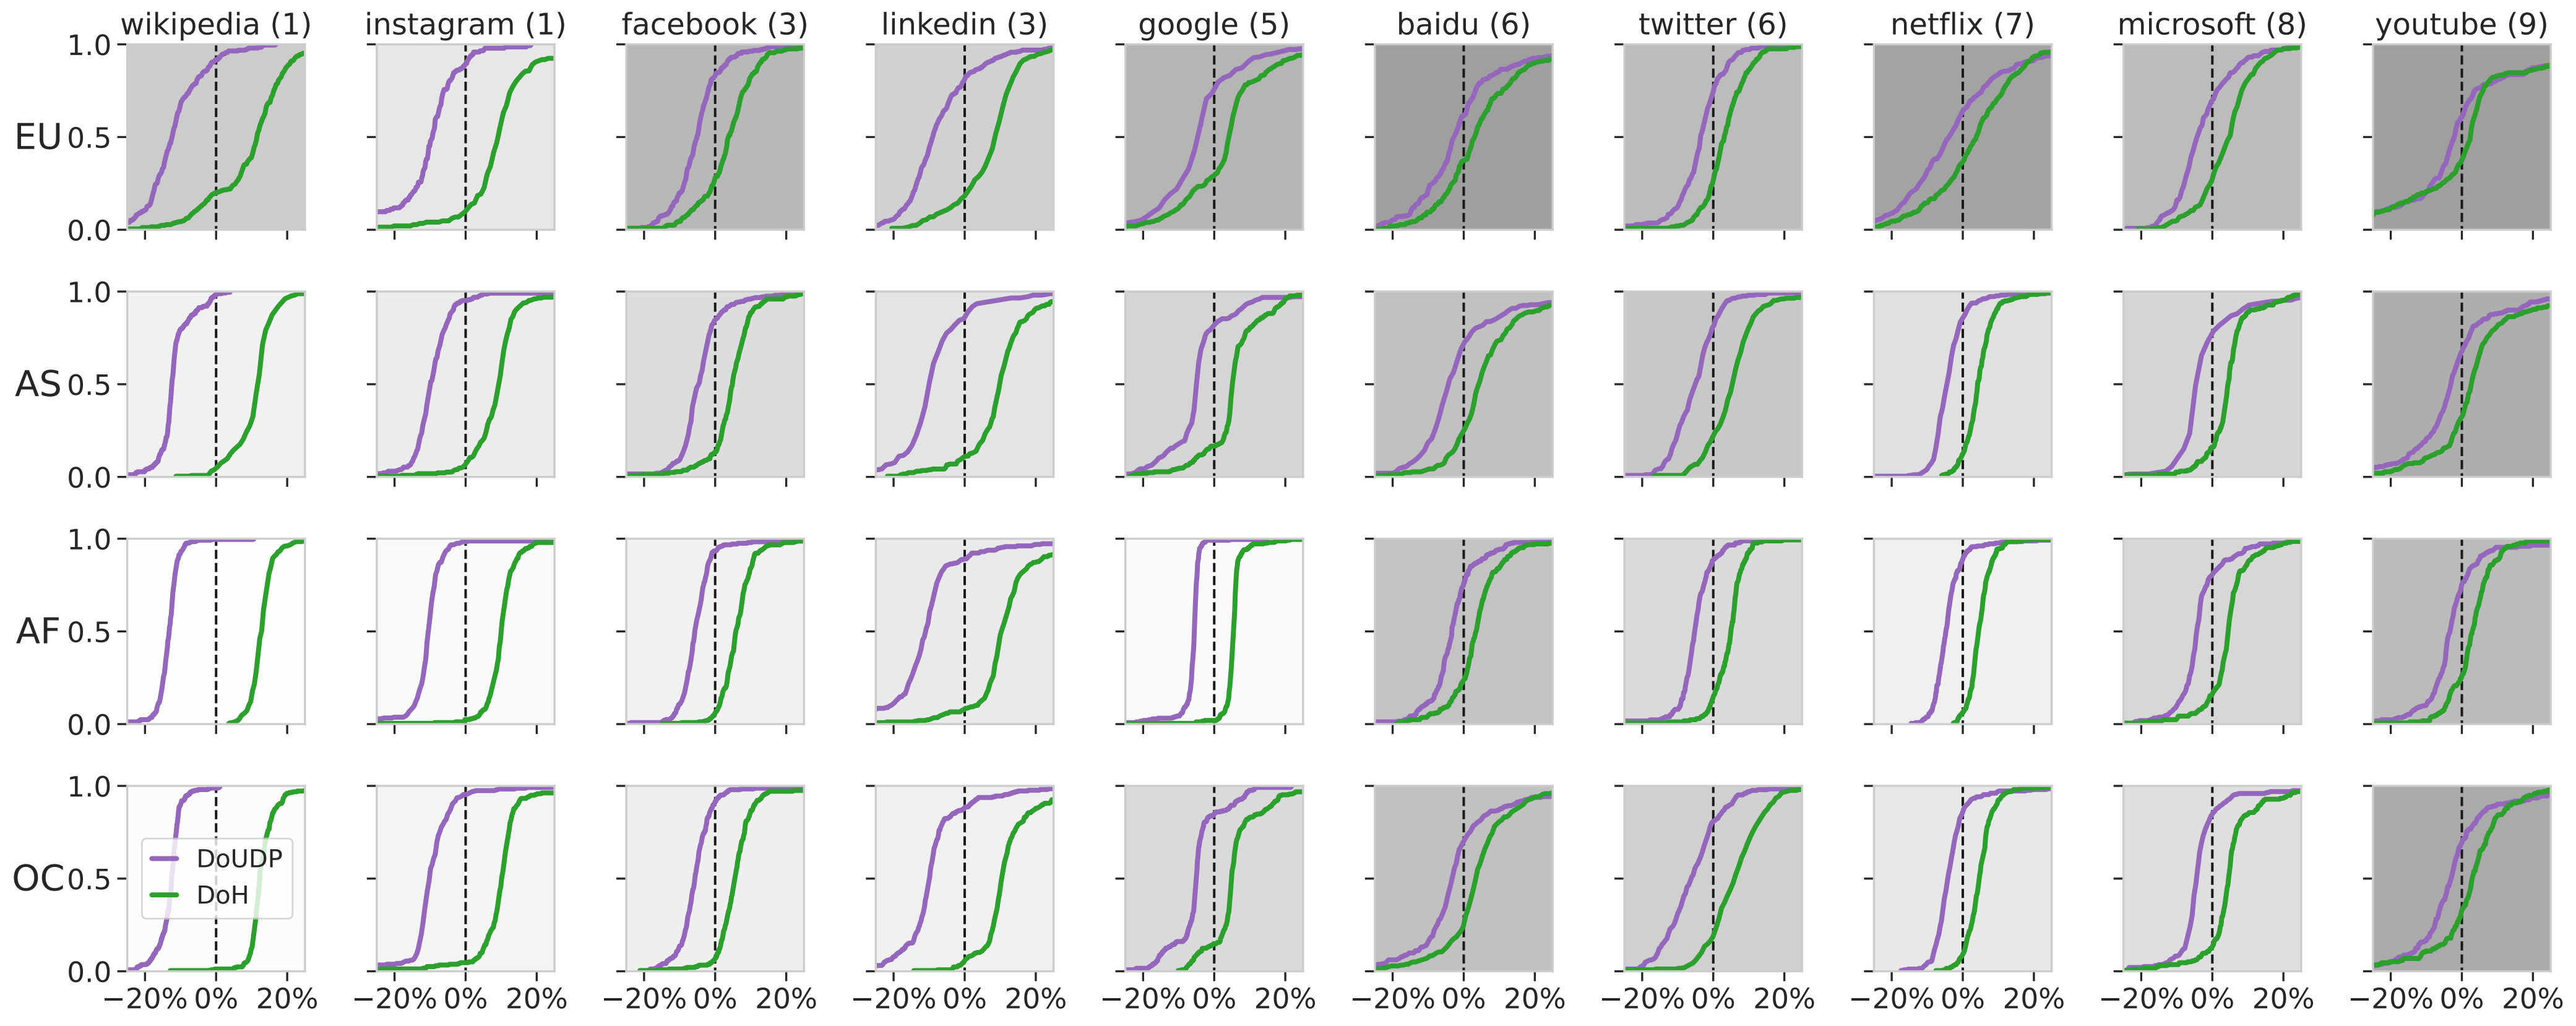 wikipedia (1) instagram (1) facebook (3) linkedin (3) google (5) baidu (6) twitter (6) netflix (7) microsoft (8) youtube (9)
1.0
EU 0.5
0.0
1.0
AS 0.5
0.0
1.0
AF 0.5
0.0
1.0
DoUDP
OC 0.5
DoH
0.0
−20% 0% 20% −20% 0% 20% −20% 0% 20% −20% 0% 20% −20% 0% 20% −20% 0% 20% −20% 0% 20% −20% 0% 20% −20% 0% 20% −20% 0% 20%